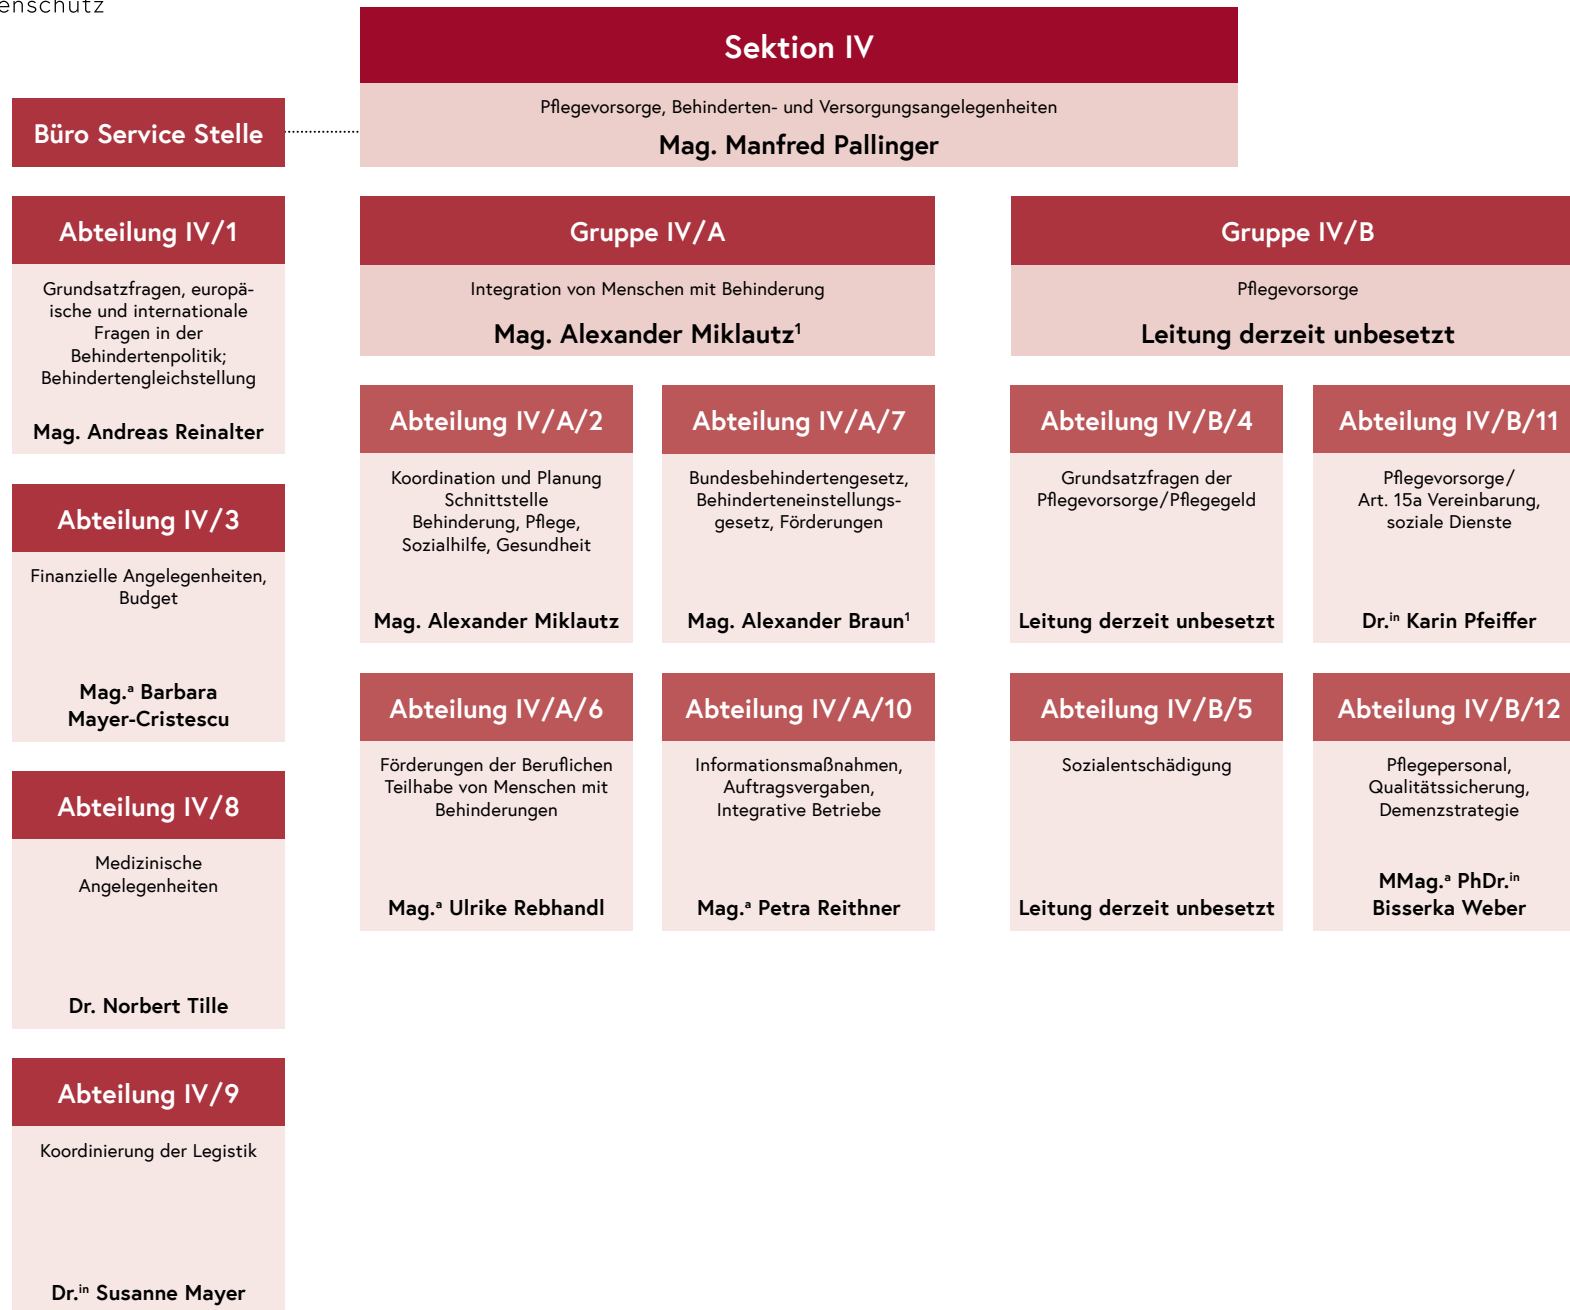 Sektion IV
Pflegevorsorge, Behinderten- und Versorgungsangelegenheiten
Mag. Manfred Pallinger
Büro Service Stelle
Abteilung IV/1
Grundsatzfragen, europä-
ische und internationale
Fragen in der
Behindertenpolitik;
Behindertengleichstellung
Mag. Andreas Reinalter
Abteilung IV/3
Finanzielle Angelegenheiten,
Budget
Mag.ᵃ Barbara
Mayer-Cristescu
Abteilung IV/8
Medizinische
Angelegenheiten
Dr. Norbert Tille
Abteilung IV/9
Koordinierung der Legistik
Dr.ⁱⁿ Susanne Mayer
Gruppe IV/A
Integration von Menschen mit Behinderung
Mag. Alexander Miklautz¹
Abteilung IV/A/2
Koordination und Planung
Schnittstelle
Behinderung, Pflege,
Sozialhilfe, Gesundheit
Mag. Alexander Miklautz
Abteilung IV/A/7
Bundesbehindertengesetz,
Behinderteneinstellungs-
gesetz, Förderungen
Mag. Alexander Braun¹
Abteilung IV/A/6
Förderungen der Beruflichen
Teilhabe von Menschen mit
Behinderungen
Mag.ᵃ Ulrike Rebhandl
Abteilung IV/A/10
Informationsmaßnahmen,
Auftragsvergaben,
Integrative Betriebe
Mag.ᵃ Petra Reithner
Gruppe IV/B
Pflegevorsorge
Leitung derzeit unbesetzt
Abteilung IV/B/4
Grundsatzfragen der
Pflegevorsorge/Pflegegeld
Leitung derzeit unbesetzt
Abteilung IV/B/11
Pflegevorsorge/
Art. 15a Vereinbarung,
soziale Dienste
Dr.ⁱⁿ Karin Pfeiffer
Abteilung IV/B/5
Sozialentschädigung
Leitung derzeit unbesetzt
Abteilung IV/B/12
Pflegepersonal,
Qualitätssicherung,
Demenzstrategie
MMag.ᵃ PhDr.ⁱⁿ
Bisserka Weber